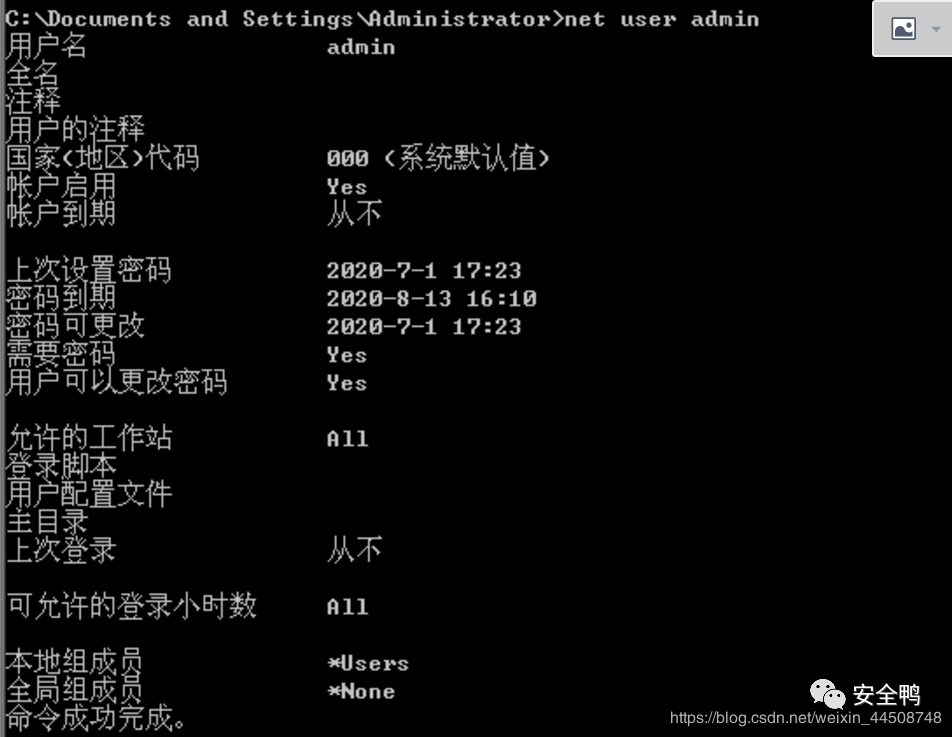 C:\Documents and Settings\Administrator>net user admin
用户名 admin
全名
注释
用户的注释
国家(地区)代码 000 (系统默认值)
帐户启用 Yes
帐户到期 从不
上次设置密码 2020-7-1 17:23
密码到期 2020-8-13 16:10
密码可更改 2020-7-1 17:23
需要密码 Yes
用户可以更改密码 Yes
允许的工作站 All
登录脚本
用户配置文件
主目录
上次登录 从不
可允许的登录小时数 All
本地组成员 *Users
全局组成员 *None
命令成功完成。
安全鸭
https://blog.csdn.net/weixin_44508748